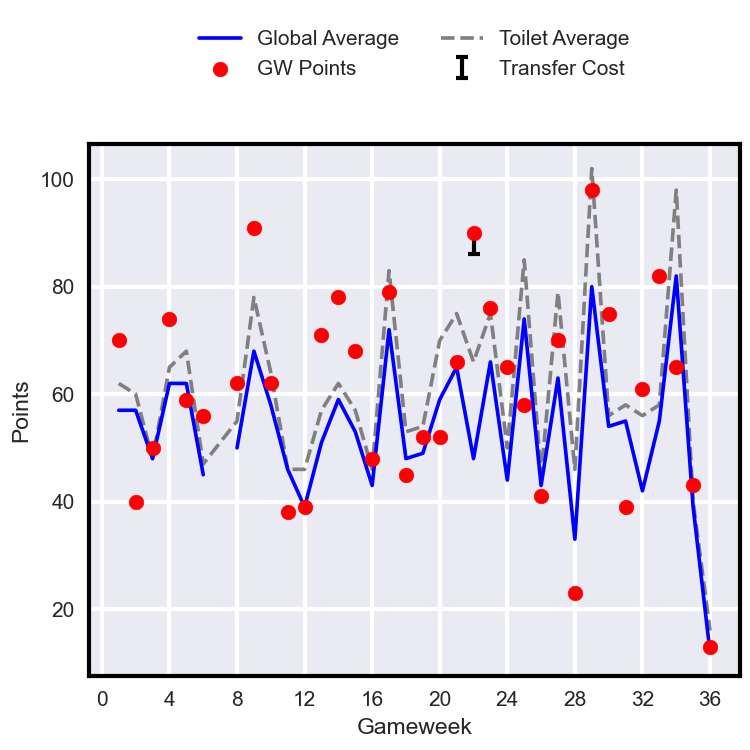 Global Average Toilet Average
GW Points Transfer Cost
100
80
60
40
20
Points
0 4 8 12 16 20 24 28 32 36
Gameweek